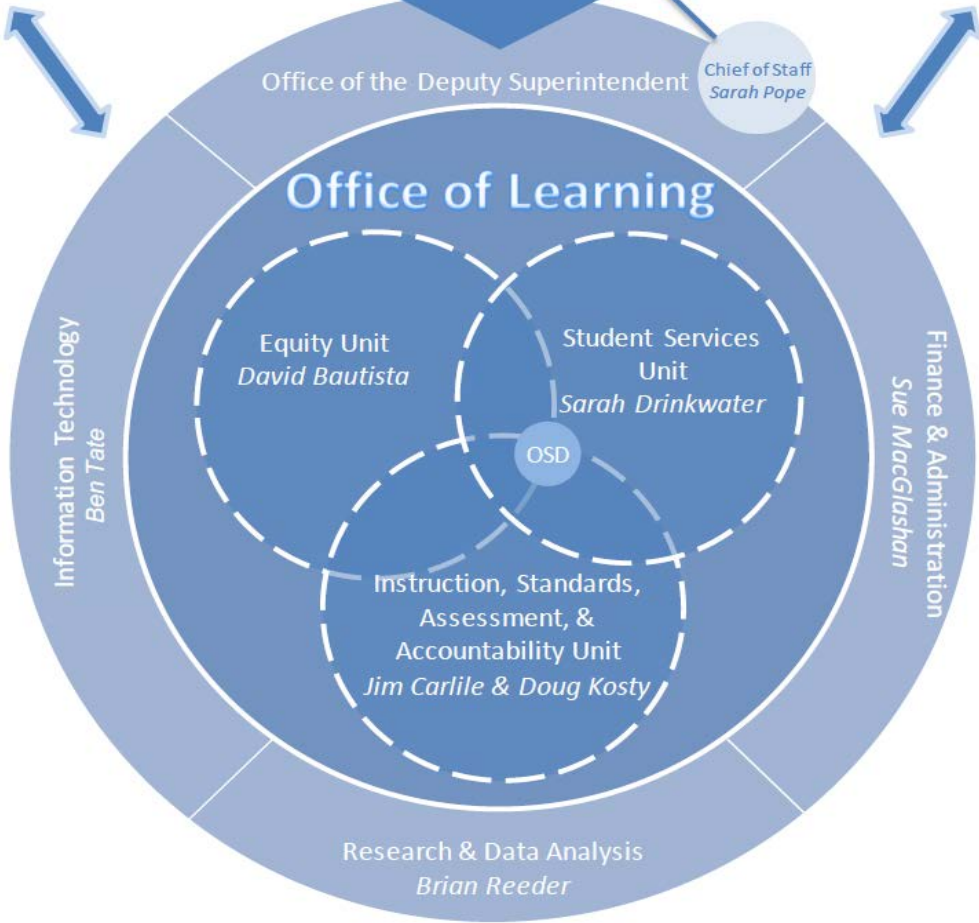 Office of the Deputy Superintendent
Chief of Staff
Sarah Pope
Office of Learning
Equity Unit
David Bautista
Student Services
Unit
Sarah Drinkwater
OSD
Instruction, Standards,
Assessment, &
Accountability Unit
Jim Carlile & Doug Kosty
Information Technology
Ben Tate
Finance & Administration
Sue MacGlashan
Research & Data Analysis
Brian Reeder